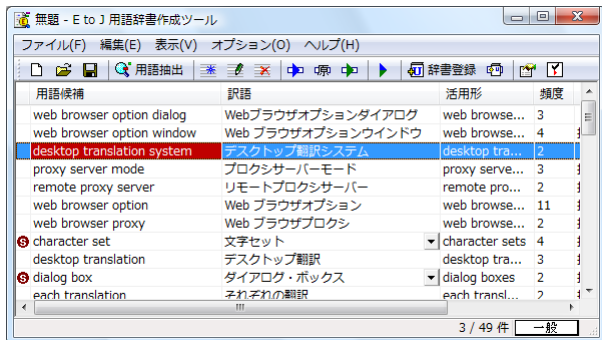 無題 - E to J 用語辞書作成ツール
ファイル(F) 編集(E) 表示(V) オプション(O) ヘルプ(H)
用語抽出 辞書登録
用語候補 訳語 活用形 頻度
web browser option dialog Webブラウザオプションダイアログ web browse... 3
web browser option window Webブラウザオプションウインドウ web browse... 4
desktop translation system デスクトップ翻訳システム desktop tra... 2
proxy server mode プロクシサーバーモード proxy serve... 3
remote proxy server リモートプロクシサーバー remote pro... 2
web browser option Web ブラウザオプション web browse... 11
web browser proxy Web ブラウザプロクシ web browse... 2
S character set 文字セット character sets 4
desktop translation デスクトップ翻訳 desktop tra... 3
S dialog box ダイアログ・ボックス dialog boxes 2
each translation それぞれの翻訳 each transl... 2
3 / 49 件 一般